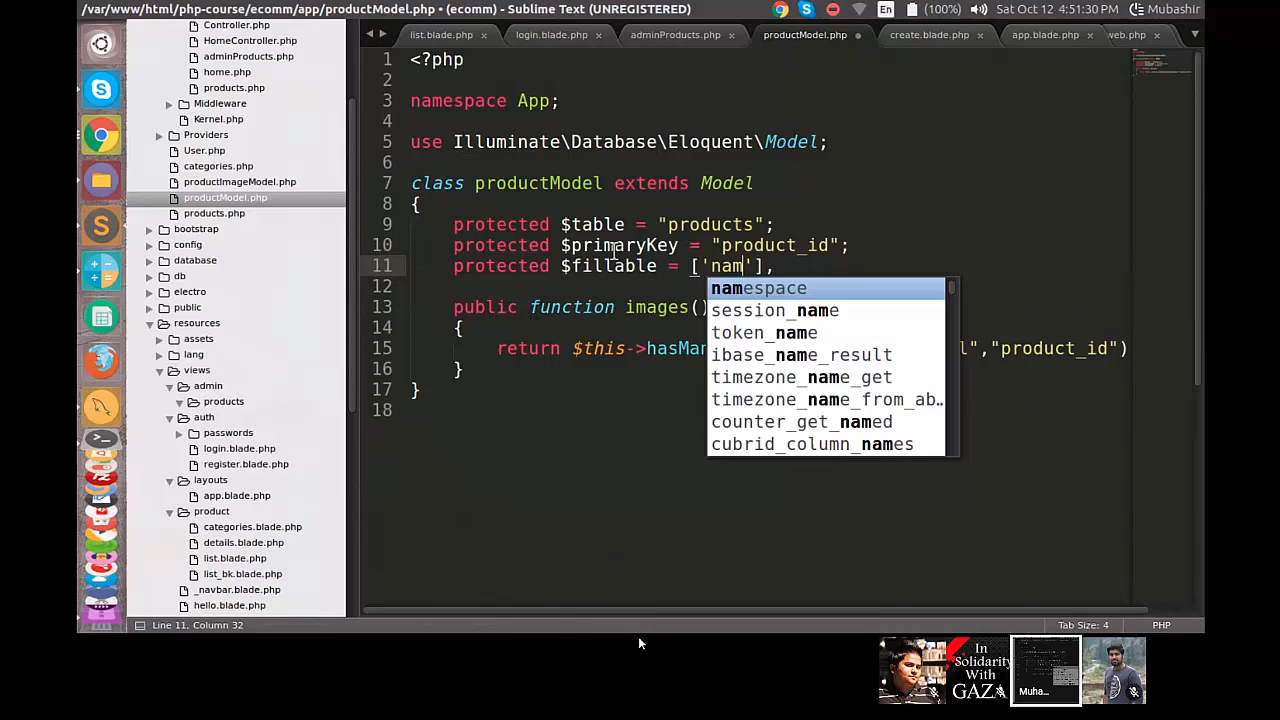 /var/www/html/php-course/ecomm/app/productModel.php • (ecomm) - Sublime Text (UNREGISTERED)
En
(100%)
Sat Oct 12 4:51:30 PM
Mubashir
list.blade.php
login.blade.php
adminProducts.php
productModel.php
create.blade.php
app.blade.php
web.php
Controller.php
HomeController.php
adminProducts.php
home.php
products.php
Middleware
Kernel.php
Providers
User.php
categories.php
productImageModel.php
productModel.php
products.php
bootstrap
config
database
db
electro
public
resources
assets
lang
views
admin
products
auth
passwords
login.blade.php
register.blade.php
layouts
app.blade.php
product
categories.blade.php
details.blade.php
list.blade.php
list_bk.blade.php
_navbar.blade.php
hello.blade.php
1 <?php
2
3 namespace App;
4
5 use Illuminate\Database\Eloquent\Model;
6
7 class productModel extends Model
8 {
9 protected $table = "products";
10 protected $primaryKey = "product_id";
11 protected $fillable = ['nam'],
12
13 public function images()
14 {
15 return $this->hasMan l","product_id")
16 }
17 }
18
namespace
session_name
token_name
ibase_name_result
timezone_name_get
timezone_name_from_ab…
counter_get_named
cubrid_column_names
Line 11, Column 32
Tab Size: 4
PHP
In
Solidarity
With
GAZA
Muha...